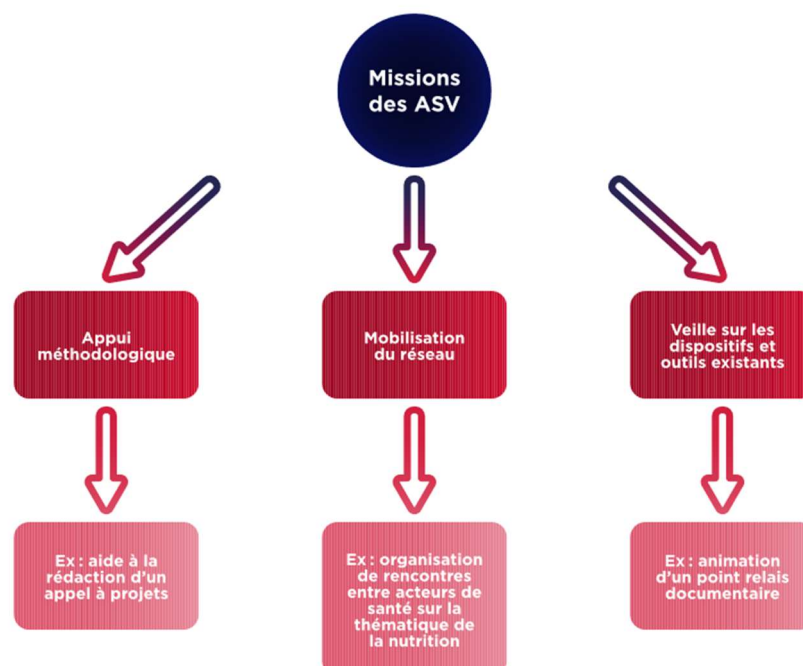 Missions
des ASV
Appui
méthodologique
Mobilisation
du réseau
Veille sur les
dispositifs et
outils existants
Ex : aide à la
rédaction d'un
appel à projets
Ex : organisation
de rencontres
entre acteurs de
santé sur la
thématique de
la nutrition
Ex : animation
d'un point relais
documentaire